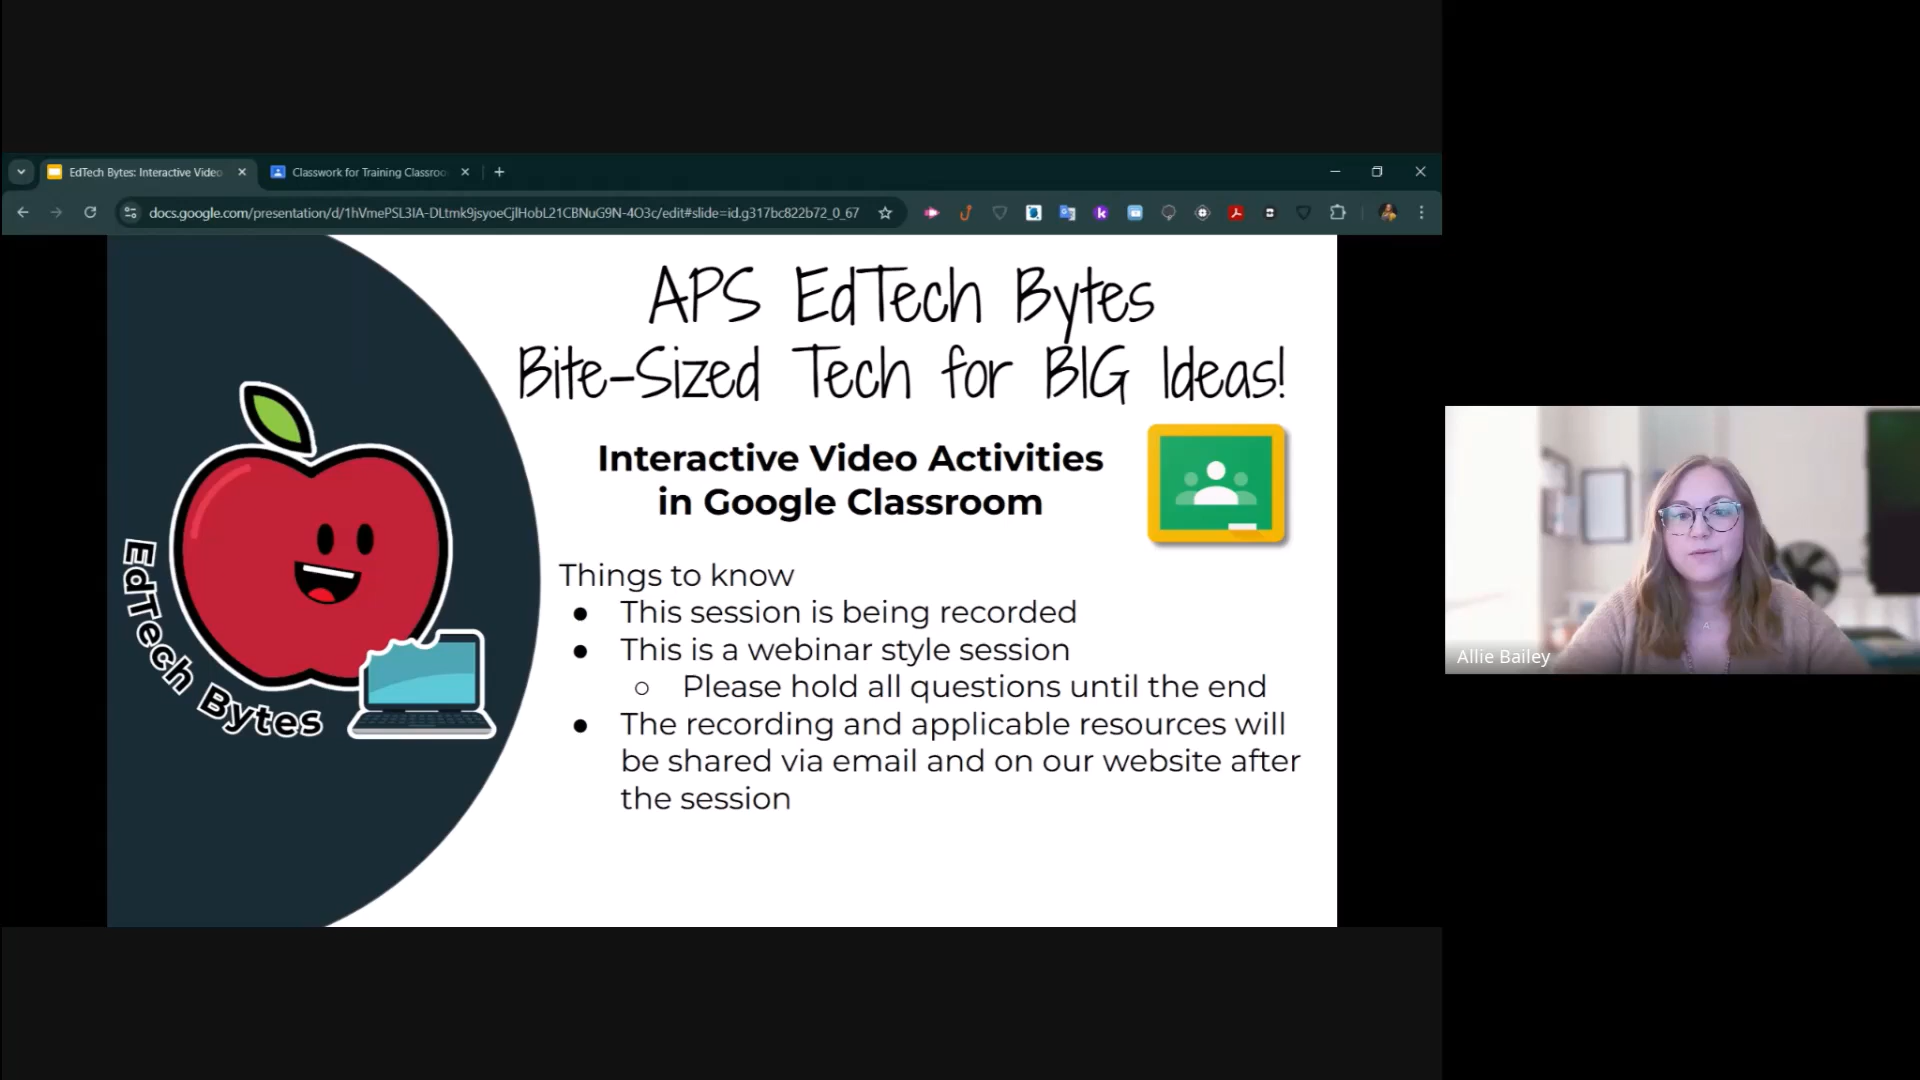 EdTech Bytes: Interactive Video
Classwork for Training Classroo
docs.google.com/presentation/d/1hVmePSL3IA-DLtmk9jsyoeCjlHobL21CBNuG9N-4O3c/edit#slide=id.g317bc822b72_0_67
APS EdTech Bytes
Bite-Sized Tech for BIG Ideas!
Interactive Video Activities
in Google Classroom
EdTech Bytes
Things to know
● This session is being recorded
● This is a webinar style session
○ Please hold all questions until the end
● The recording and applicable resources will
be shared via email and on our website after
the session
Allie Bailey